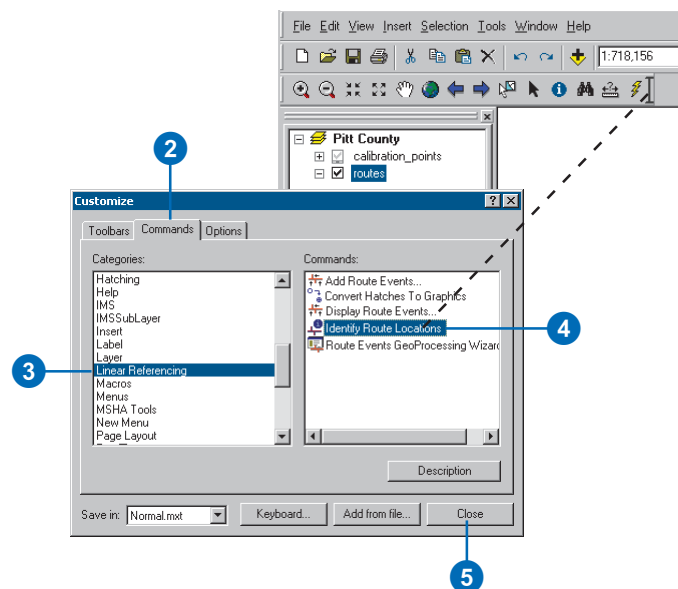 File Edit View Insert Selection Tools Window Help
1:718,156
Pitt County
calibration_points
routes
2
Customize
Toolbars Commands Options
Categories:
Hatching
Help
IMS
IMSSubLayer
Insert
Label
Layer
Linear Referencing
Macros
Menus
MSHA Tools
New Menu
Page Layout
3
Commands:
Add Route Events...
Convert Hatches To Graphics
Display Route Events...
Identify Route Locations
Route Events GeoProcessing Wizard
4
Description
Save in: Normal.mxt Keyboard... Add from file... Close
5